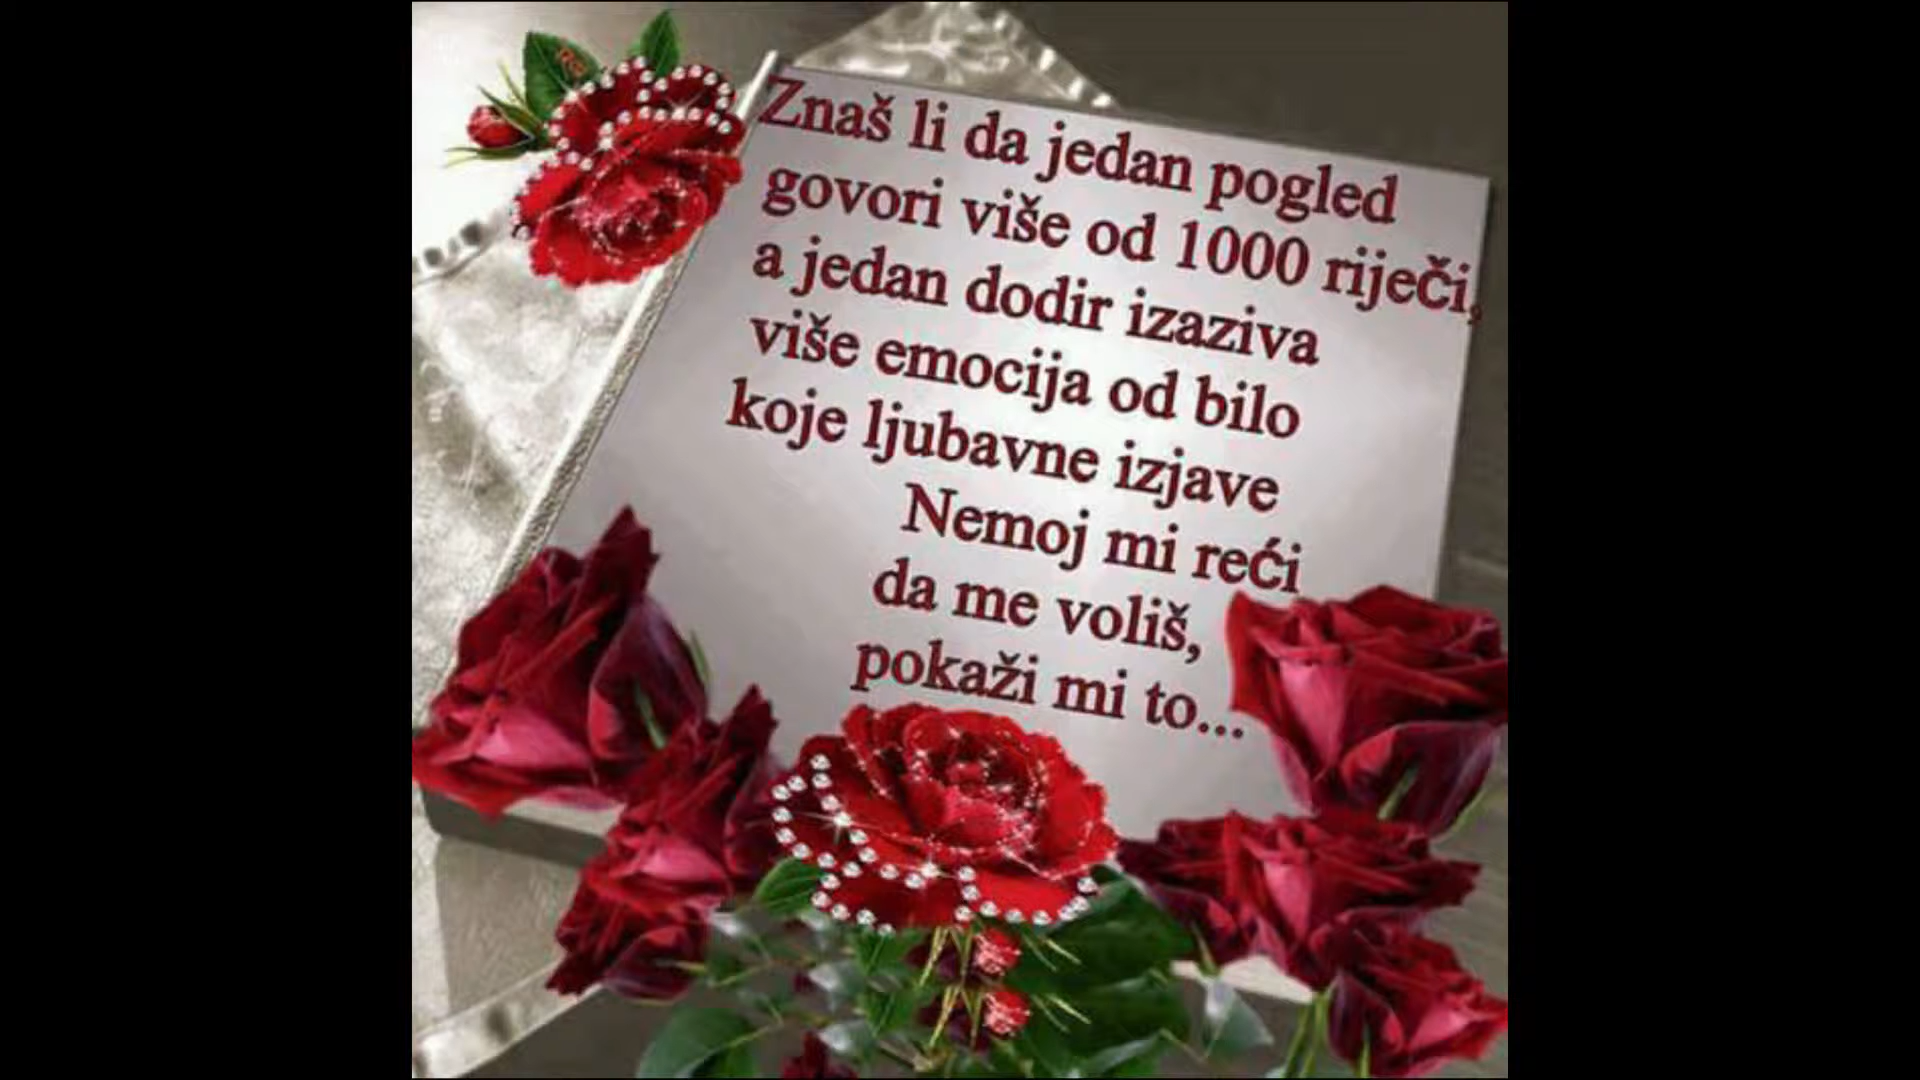 Znaš li da jedan pogled
govori više od 1000 riječi,
a jedan dodir izaziva
više emocija od bilo
koje ljubavne izjave
Nemoj mi reći
da me voliš,
pokaži mi to...